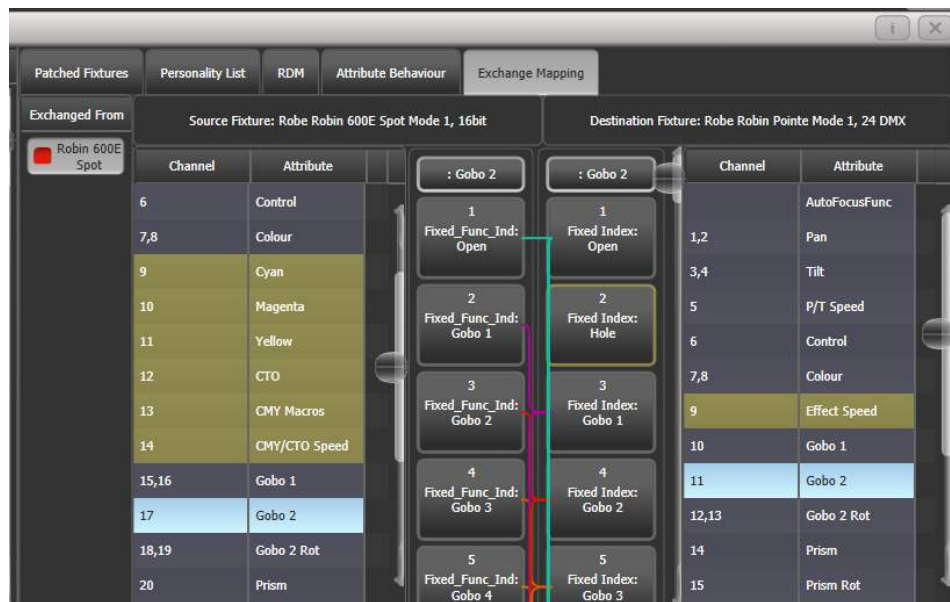 Patched Fixtures
Personality List
RDM
Attribute Behaviour
Exchange Mapping
Exchanged From
Robin 600E
Spot
Source Fixture: Robe Robin 600E Spot Mode 1, 16bit
Destination Fixture: Robe Robin Pointe Mode 1, 24 DMX
Channel Attribute
6 Control
7,8 Colour
9 Cyan
10 Magenta
11 Yellow
12 CTO
13 CMY Macros
14 CMY/CTO Speed
15,16 Gobo 1
17 Gobo 2
18,19 Gobo 2 Rot
20 Prism
: Gobo 2
1
Fixed_Func_Ind:
Open
2
Fixed_Func_Ind:
Gobo 1
3
Fixed_Func_Ind:
Gobo 2
4
Fixed_Func_Ind:
Gobo 3
5
Fixed_Func_Ind:
Gobo 4
: Gobo 2
1
Fixed Index:
Open
2
Fixed Index:
Hole
3
Fixed Index:
Gobo 1
4
Fixed Index:
Gobo 2
5
Fixed Index:
Gobo 3
Channel Attribute
AutoFocusFunc
1,2 Pan
3,4 Tilt
5 P/T Speed
6 Control
7,8 Colour
9 Effect Speed
10 Gobo 1
11 Gobo 2
12,13 Gobo 2 Rot
14 Prism
15 Prism Rot